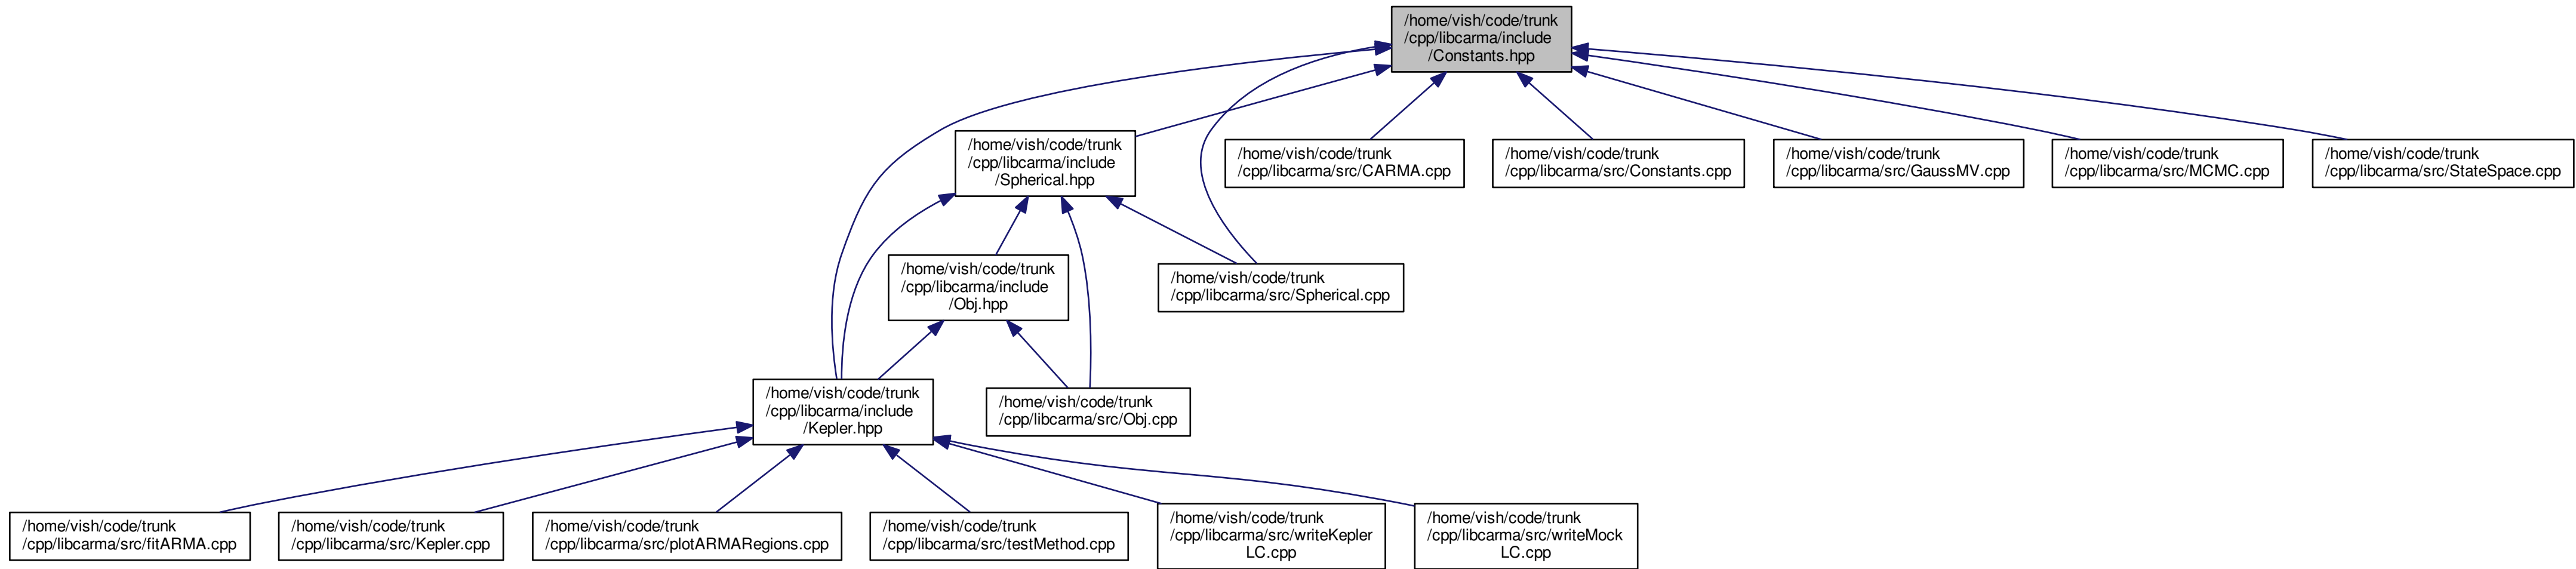 /home/vish/code/trunk
/cpp/libcarma/include
/Constants.hpp
/home/vish/code/trunk
/cpp/libcarma/include
/Spherical.hpp
/home/vish/code/trunk
/cpp/libcarma/src/CARMA.cpp
/home/vish/code/trunk
/cpp/libcarma/src/Constants.cpp
/home/vish/code/trunk
/cpp/libcarma/src/GaussMV.cpp
/home/vish/code/trunk
/cpp/libcarma/src/MCMC.cpp
/home/vish/code/trunk
/cpp/libcarma/src/StateSpace.cpp
/home/vish/code/trunk
/cpp/libcarma/include
/Obj.hpp
/home/vish/code/trunk
/cpp/libcarma/src/Spherical.cpp
/home/vish/code/trunk
/cpp/libcarma/include
/Kepler.hpp
/home/vish/code/trunk
/cpp/libcarma/src/Obj.cpp
/home/vish/code/trunk
/cpp/libcarma/src/fitARMA.cpp
/home/vish/code/trunk
/cpp/libcarma/src/Kepler.cpp
/home/vish/code/trunk
/cpp/libcarma/src/plotARMARegions.cpp
/home/vish/code/trunk
/cpp/libcarma/src/testMethod.cpp
/home/vish/code/trunk
/cpp/libcarma/src/writeKepler
LC.cpp
/home/vish/code/trunk
/cpp/libcarma/src/writeMock
LC.cpp